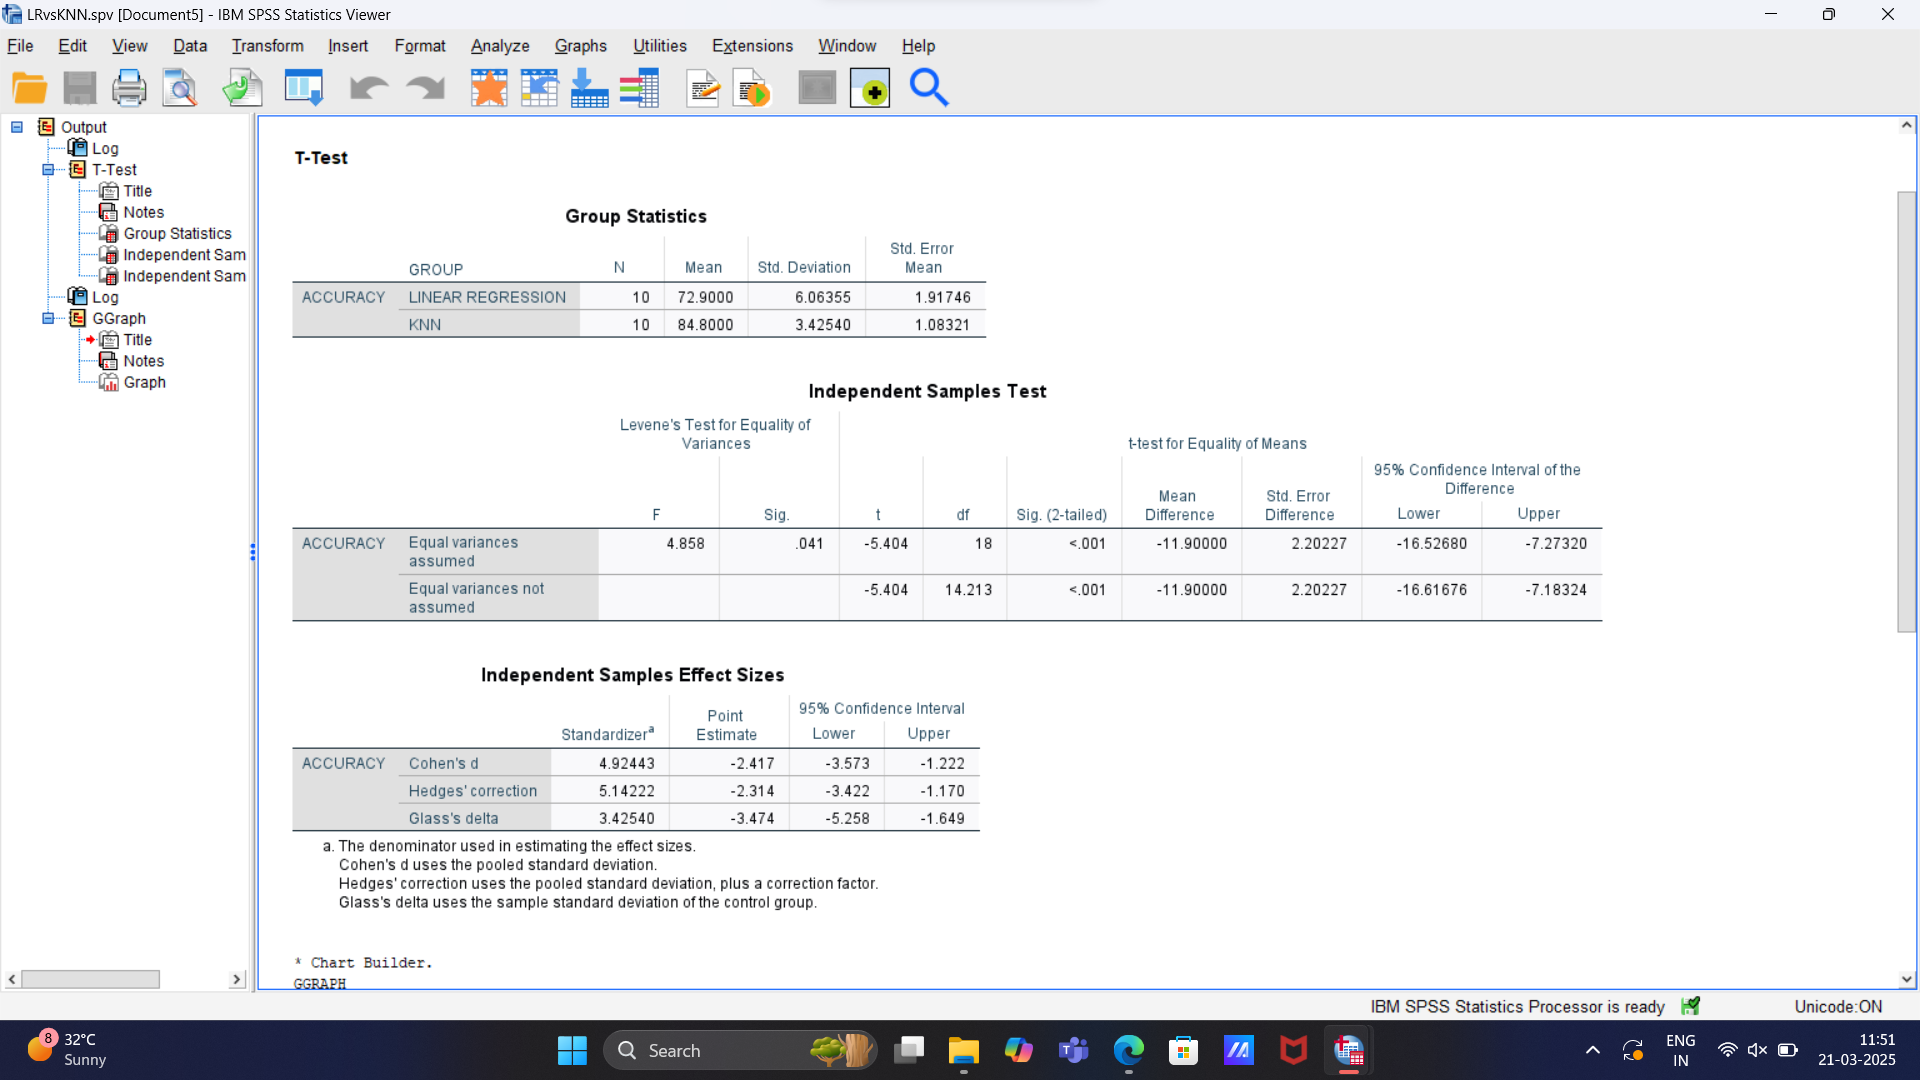 LRvsKNN.spv [Document5] - IBM SPSS Statistics Viewer
File Edit View Data Transform Insert Format Analyze Graphs Utilities Extensions Window Help
Output
Log
T-Test
Title
Notes
Group Statistics
Independent Sam
Independent Sam
Log
GGraph
Title
Notes
Graph
T-Test
Group Statistics
GROUP N Mean Std. Deviation Std. Error Mean
ACCURACY LINEAR REGRESSION 10 72.9000 6.06355 1.91746
KNN 10 84.8000 3.42540 1.08321
Independent Samples Test
Levene's Test for Equality of Variances
t-test for Equality of Means
95% Confidence Interval of the Difference
F Sig. t df Sig. (2-tailed) Mean Difference Std. Error Difference Lower Upper
ACCURACY Equal variances assumed 4.858 .041 -5.404 18 <.001 -11.90000 2.20227 -16.52680 -7.27320
Equal variances not assumed -5.404 14.213 <.001 -11.90000 2.20227 -16.61676 -7.18324
Independent Samples Effect Sizes
Standardizer^a Point Estimate 95% Confidence Interval Lower Upper
ACCURACY Cohen's d 4.92443 -2.417 -3.573 -1.222
Hedges' correction 5.14222 -2.314 -3.422 -1.170
Glass's delta 3.42540 -3.474 -5.258 -1.649
a. The denominator used in estimating the effect sizes.
Cohen's d uses the pooled standard deviation.
Hedges' correction uses the pooled standard deviation, plus a correction factor.
Glass's delta uses the sample standard deviation of the control group.
* Chart Builder.
GGRAPH
IBM SPSS Statistics Processor is ready Unicode:ON
8
32°C
Sunny
Search
ENG
IN
11:51
21-03-2025